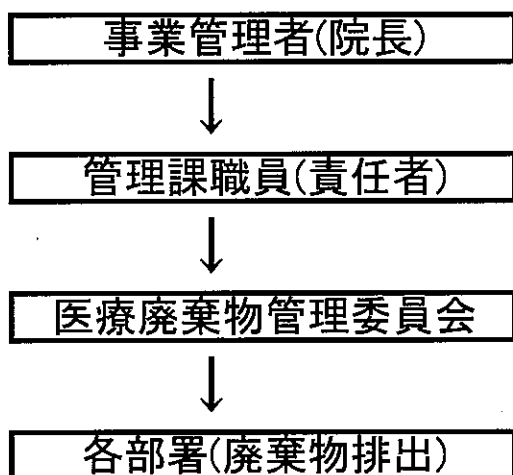 事業管理者(院長)
↓
管理課職員(責任者)
↓
医療廃棄物管理委員会
↓
各部署(廃棄物排出)